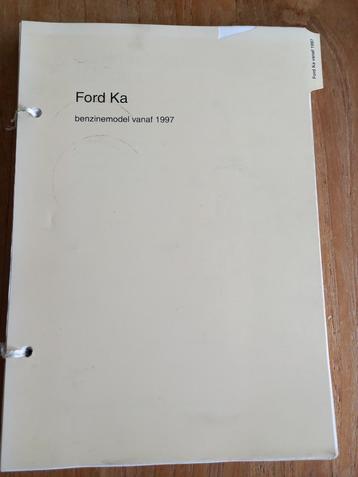 Ford Ka vanaf 1997
Ford Ka
benzinemodel vanaf 1997